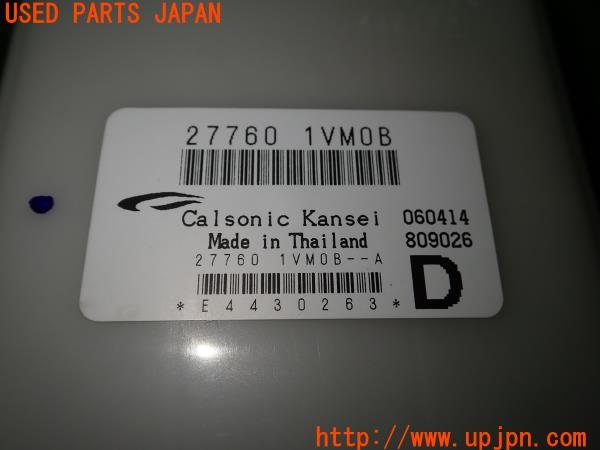 USED PARTS JAPAN
27760 1VM0B
Calsonic Kansei 060414
Made in Thailand 809026
27760 1VM0B--A
*E4430263*
D
http://www.upjpn.com/